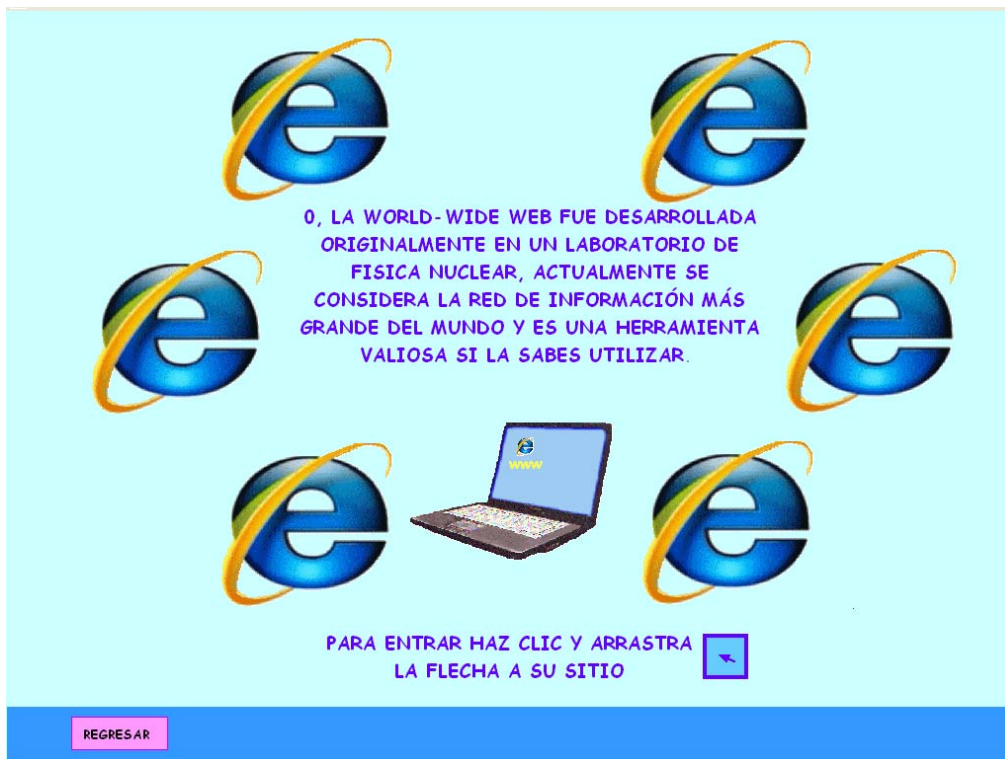 0, LA WORLD-WIDE WEB FUE DESARROLLADA
ORIGINALMENTE EN UN LABORATORIO DE
FISICA NUCLEAR, ACTUALMENTE SE
CONSIDERA LA RED DE INFORMACIÓN MÁS
GRANDE DEL MUNDO Y ES UNA HERRAMIENTA
VALIOSA SI LA SABES UTILIZAR.
WWW
PARA ENTRAR HAZ CLIC Y ARRASTRA
LA FLECHA A SU SITIO
REGRESAR